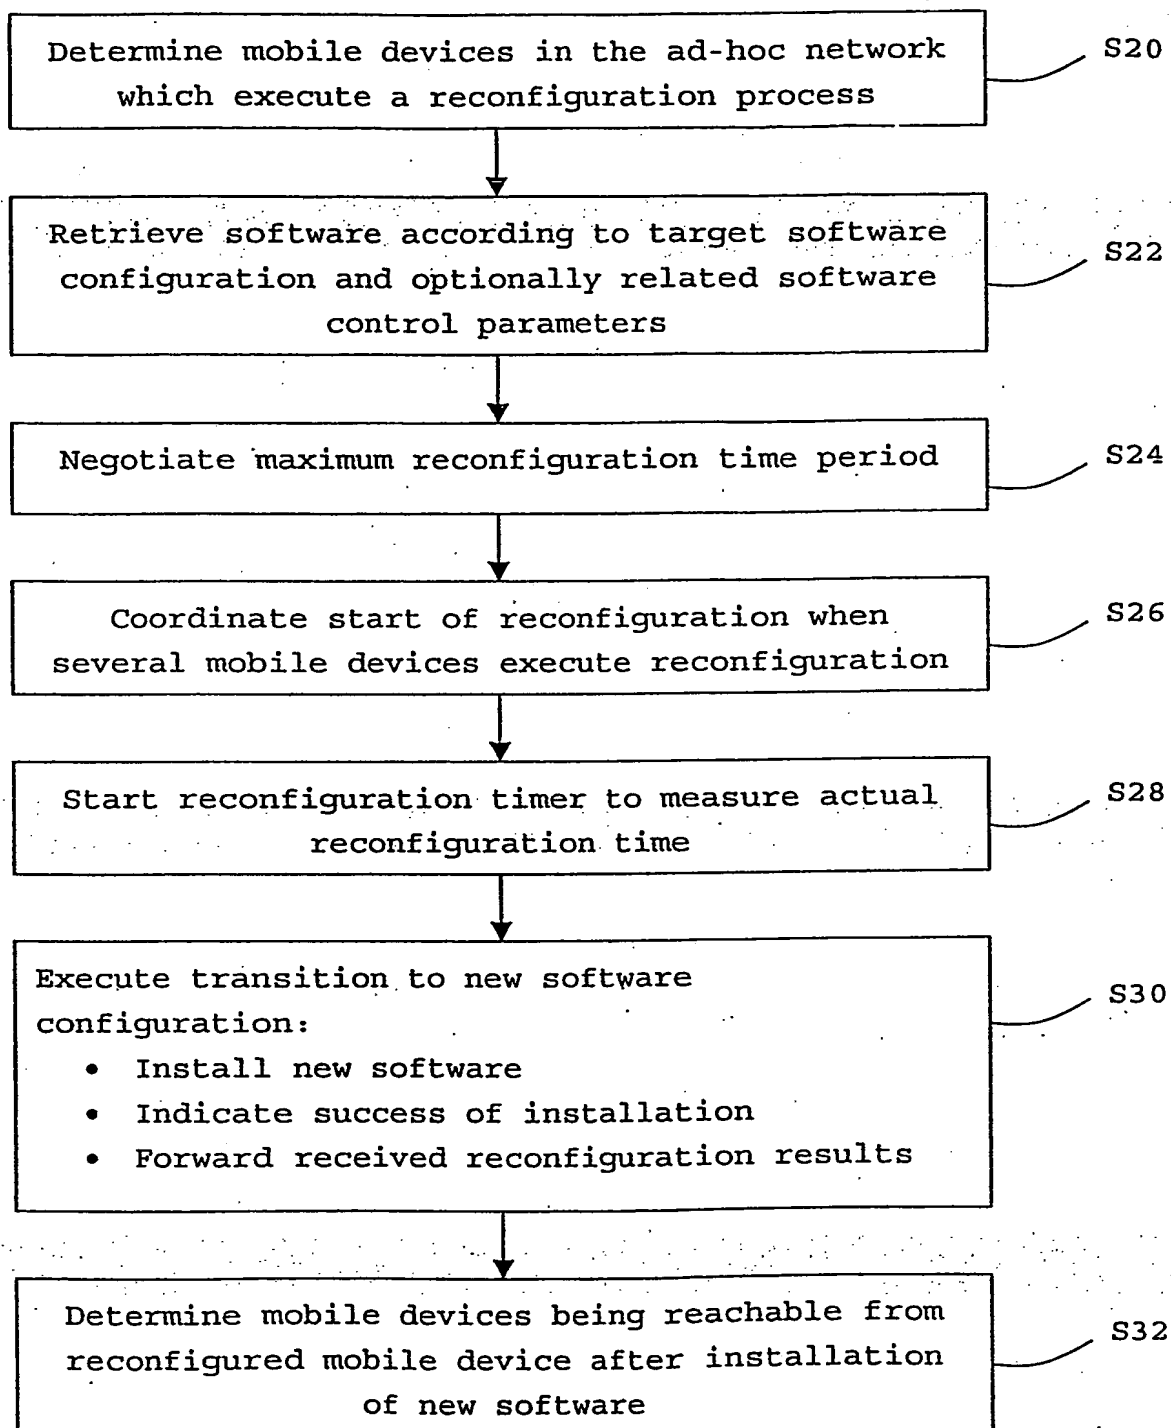 Determine mobile devices in the ad-hoc network
which execute a reconfiguration process
S20
Retrieve software according to target software
configuration and optionally related software
control parameters
S22
Negotiate maximum reconfiguration time period
S24
Coordinate start of reconfiguration when
several mobile devices execute reconfiguration
S26
Start reconfiguration timer to measure actual
reconfiguration time
S28
Execute transition to new software
configuration:
• Install new software
• Indicate success of installation
• Forward received reconfiguration results
S30
Determine mobile devices being reachable from
reconfigured mobile device after installation
of new software
S32